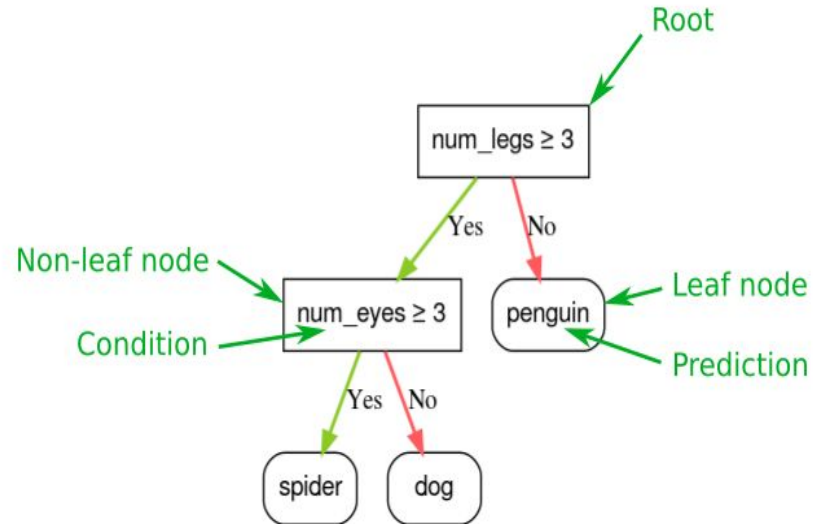 Root
num_legs ≥ 3
Yes
No
Non-leaf node
num_eyes ≥ 3
penguin
Leaf node
Condition
Prediction
Yes
No
spider
dog